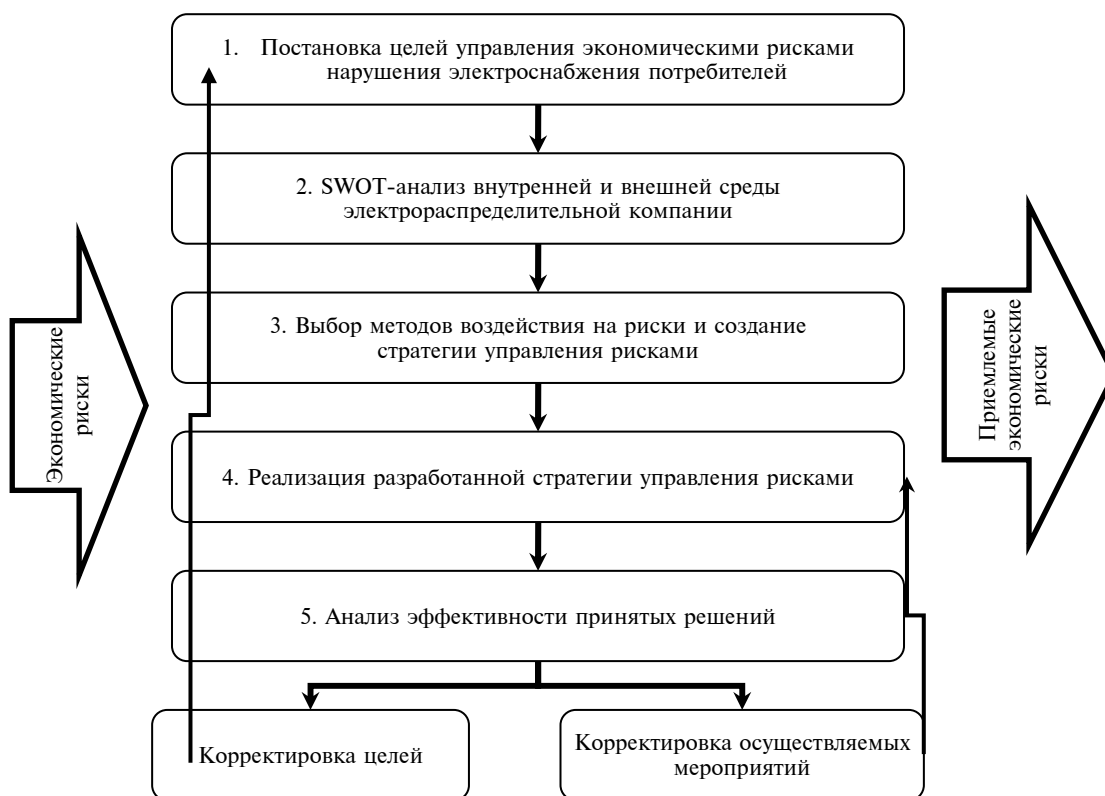 1. Постановка целей управления экономическими рисками
нарушения электроснабжения потребителей
2. SWOT-анализ внутренней и внешней среды
электрораспределительной компании
3. Выбор методов воздействия на риски и создание
стратегии управления рисками
4. Реализация разработанной стратегии управления рисками
5. Анализ эффективности принятых решений
Корректировка целей
Корректировка осуществляемых
мероприятий
Экономические
риски
Приемлемые
экономические
риски